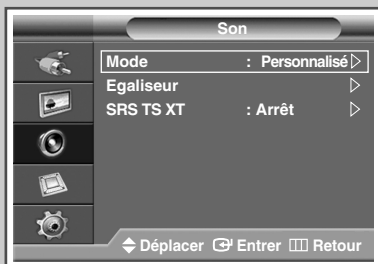 Son
Mode : Personnalisé
Egaliseur
SRS TS XT : Arrêt
Déplacer Entrer Retour